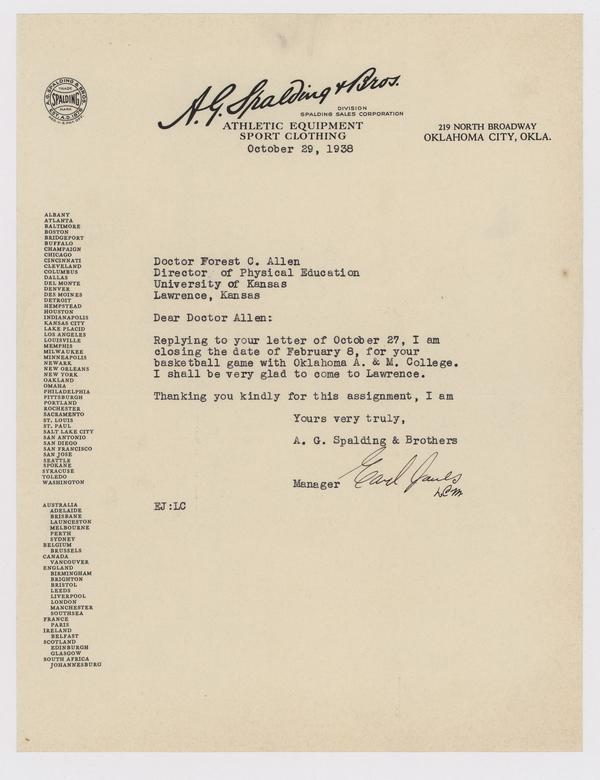 A.G. SPALDING & BROS.
TRADE
SPALDING
MARK
A.G. Spalding & Bros.
DIVISION
SPALDING SALES CORPORATION
ATHLETIC EQUIPMENT
SPORT CLOTHING
219 NORTH BROADWAY
OKLAHOMA CITY, OKLA.
October 29, 1938
ALBANY
ATLANTA
BALTIMORE
BOSTON
BRIDGEPORT
BUFFALO
CHAMPAIGN
CHICAGO
CINCINNATI
CLEVELAND
COLUMBUS
DALLAS
DEL MONTE
DENVER
DES MOINES
DETROIT
HEMPSTEAD
HOUSTON
INDIANAPOLIS
KANSAS CITY
LAKE PLACID
LOS ANGELES
LOUISVILLE
MEMPHIS
MILWAUKEE
MINNEAPOLIS
NEWARK
NEW ORLEANS
NEW YORK
OAKLAND
OMAHA
PHILADELPHIA
PITTSBURGH
PORTLAND
ROCHESTER
SACRAMENTO
ST. LOUIS
ST. PAUL
SALT LAKE CITY
SAN ANTONIO
SAN DIEGO
SAN FRANCISCO
SAN JOSE
SEATTLE
SPOKANE
SYRACUSE
TOLEDO
WASHINGTON
AUSTRALIA
ADELAIDE
BRISBANE
LAUNCESTON
MELBOURNE
PERTH
SYDNEY
BELGIUM
BRUSSELS
CANADA
VANCOUVER
ENGLAND
BIRMINGHAM
BRIGHTON
BRISTOL
LEEDS
LIVERPOOL
LONDON
MANCHESTER
SOUTHSEA
FRANCE
PARIS
IRELAND
BELFAST
SCOTLAND
EDINBURGH
GLASGOW
SOUTH AFRICA
JOHANNESBURG
Doctor Forest C. Allen
Director of Physical Education
University of Kansas
Lawrence, Kansas
Dear Doctor Allen:
Replying to your letter of October 27, I am
closing the date of February 8, for your
basketball game with Oklahoma A. & M. College.
I shall be very glad to come to Lawrence.
Thanking you kindly for this assignment, I am
Yours very truly,
A. G. Spalding & Brothers
Manager Earl
EJ:LC